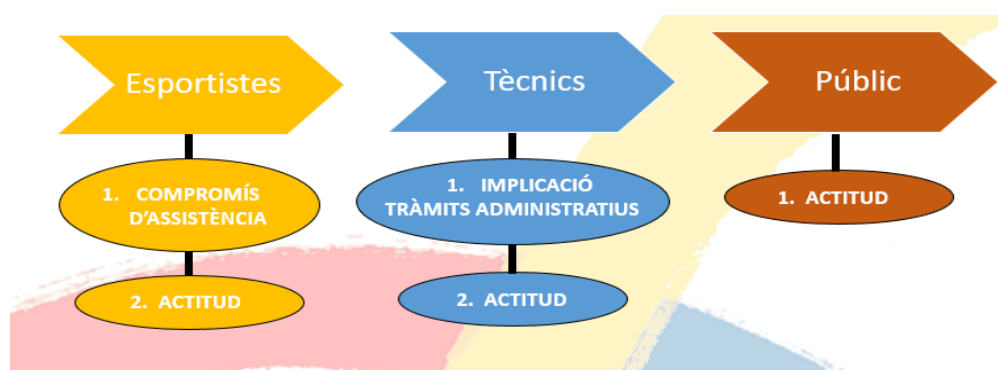 Esportistes
1. COMPROMÍS
D'ASSISTÈNCIA
2. ACTITUD
Tècnics
1. IMPLICACIÓ
TRÀMITS ADMINISTRATIUS
2. ACTITUD
Públic
1. ACTITUD